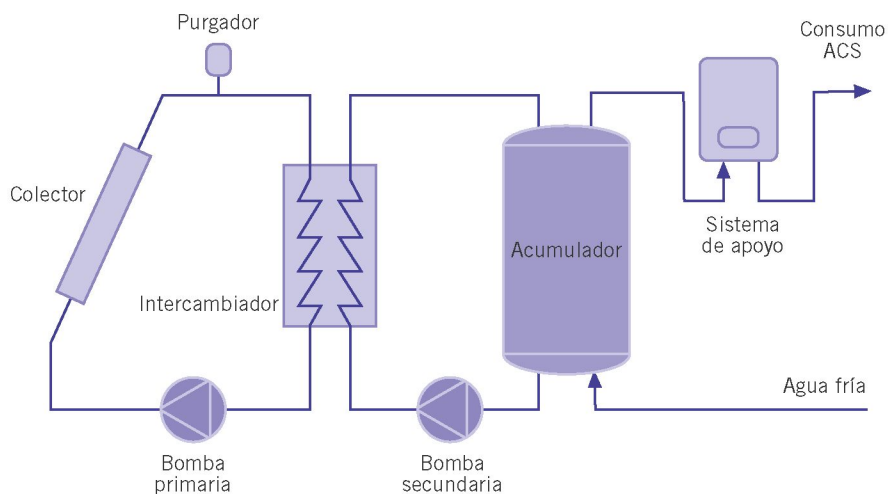 Purgador
Consumo
ACS
Colector
Acumulador
Sistema
de apoyo
Intercambiador
Agua fría
Bomba
primaria
Bomba
secundaria